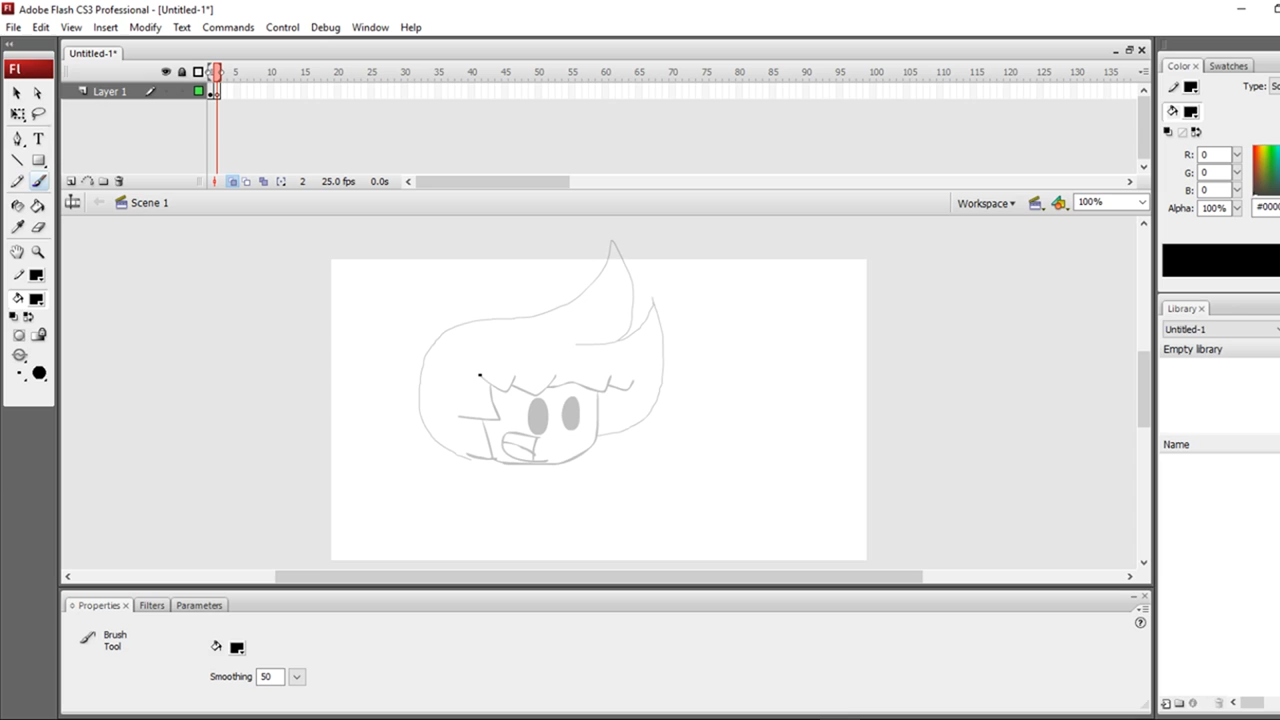 Adobe Flash CS3 Professional - [Untitled-1*]
File Edit View Insert Modify Text Commands Control Debug Window Help
Fl
Untitled-1*
5 10 15 20 25 30 35 40 45 50 55 60 65 70 75 80 85 90 95 100 105 110 115 120 125 130 135
Layer 1
2 25.0 fps 0.0s
Scene 1
Workspace
100%
Color Swatches
Type:
R: 0
G: 0
B: 0
Alpha: 100%
Library
Untitled-1
Empty library
Name
Properties Filters Parameters
Brush
Tool
Smoothing 50